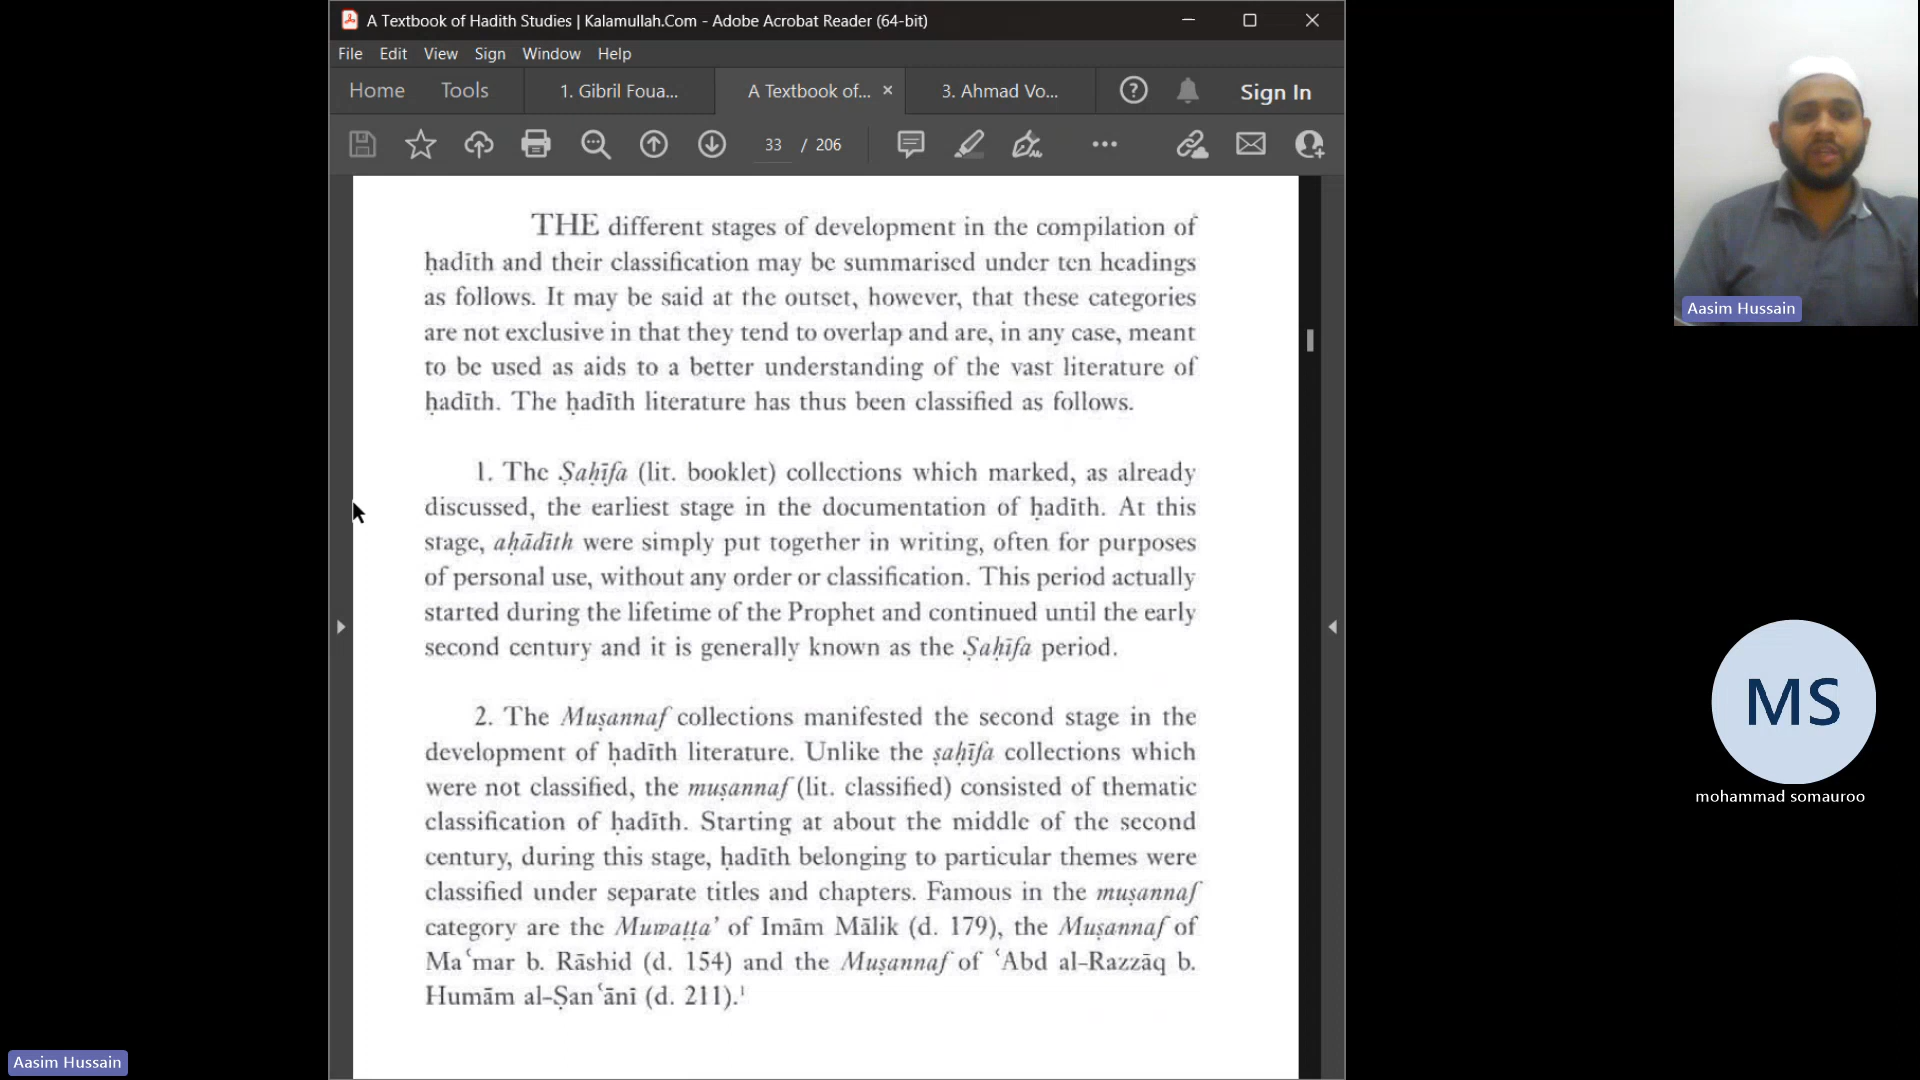 A Textbook of Hadith Studies | Kalamullah.Com - Adobe Acrobat Reader (64-bit)
File Edit View Sign Window Help
Home Tools 1. Gibril Foua... A Textbook of... × 3. Ahmad Vo... Sign In
33 / 206
THE different stages of development in the compilation of
ḥadīth and their classification may be summarised under ten headings
as follows. It may be said at the outset, however, that these categories
are not exclusive in that they tend to overlap and are, in any case, meant
to be used as aids to a better understanding of the vast literature of
ḥadīth. The ḥadīth literature has thus been classified as follows.
1. The Ṣaḥīfa (lit. booklet) collections which marked, as already
discussed, the earliest stage in the documentation of ḥadīth. At this
stage, aḥādīth were simply put together in writing, often for purposes
of personal use, without any order or classification. This period actually
started during the lifetime of the Prophet and continued until the early
second century and it is generally known as the Ṣaḥīfa period.
2. The Muṣannaf collections manifested the second stage in the
development of ḥadīth literature. Unlike the ṣaḥīfa collections which
were not classified, the muṣannaf (lit. classified) consisted of thematic
classification of ḥadīth. Starting at about the middle of the second
century, during this stage, ḥadīth belonging to particular themes were
classified under separate titles and chapters. Famous in the muṣannaf
category are the Muwaṭṭa’ of Imām Mālik (d. 179), the Muṣannaf of
Maʿmar b. Rāshid (d. 154) and the Muṣannaf of ʿAbd al-Razzāq b.
Humām al-Ṣanʿānī (d. 211).¹
Aasim Hussain
MS
mohammad somauroo
Aasim Hussain